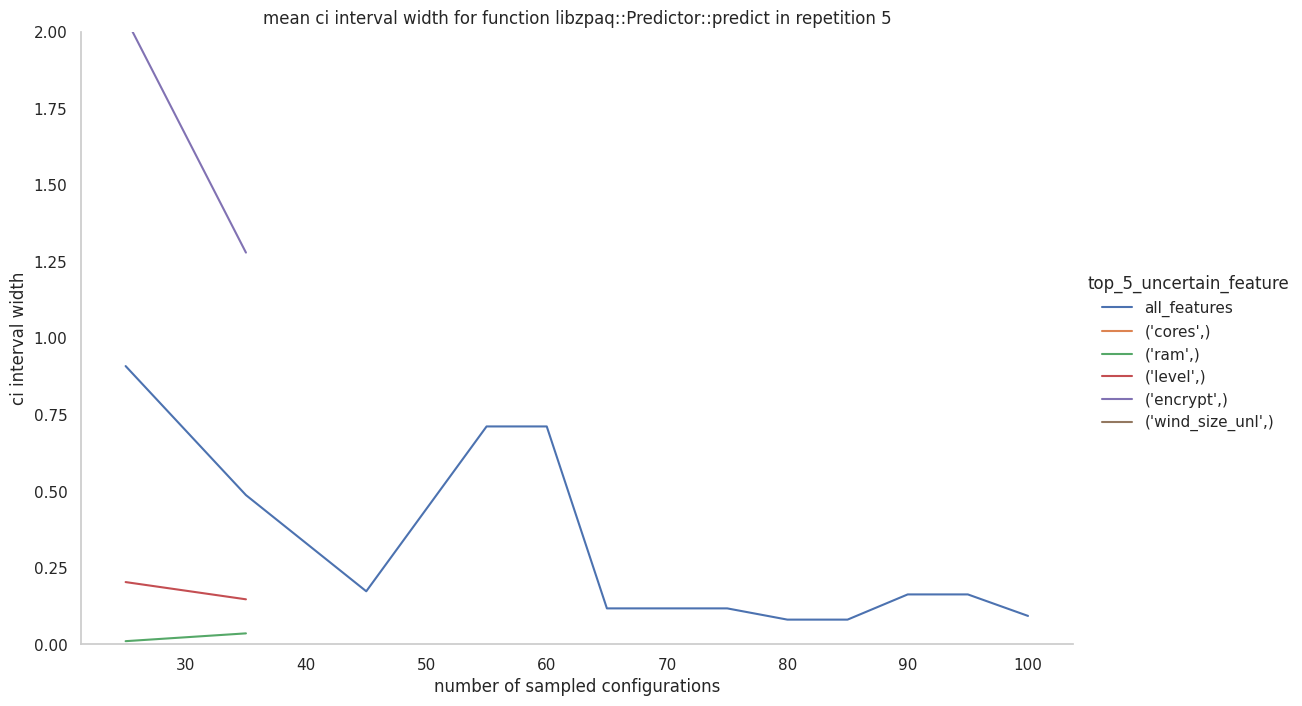 mean ci interval width for function libzpaq::Predictor::predict in repetition 5
2.00
1.75
1.50
1.25
1.00
0.75
0.50
0.25
0.00
ci interval width
30 40 50 60 70 80 90 100
number of sampled configurations
top_5_uncertain_feature
all_features
('cores',)
('ram',)
('level',)
('encrypt',)
('wind_size_unl',)